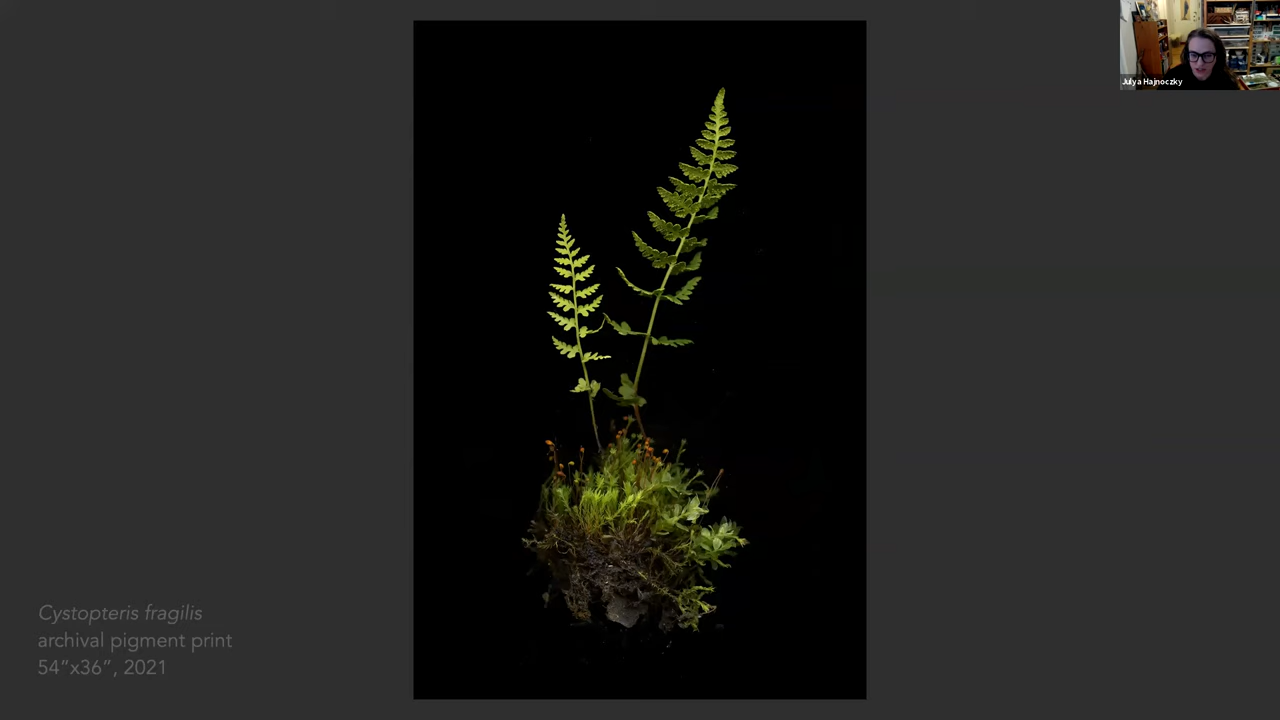 Julya Hajnoczky
Cystopteris fragilis
archival pigment print
54”x36”, 2021